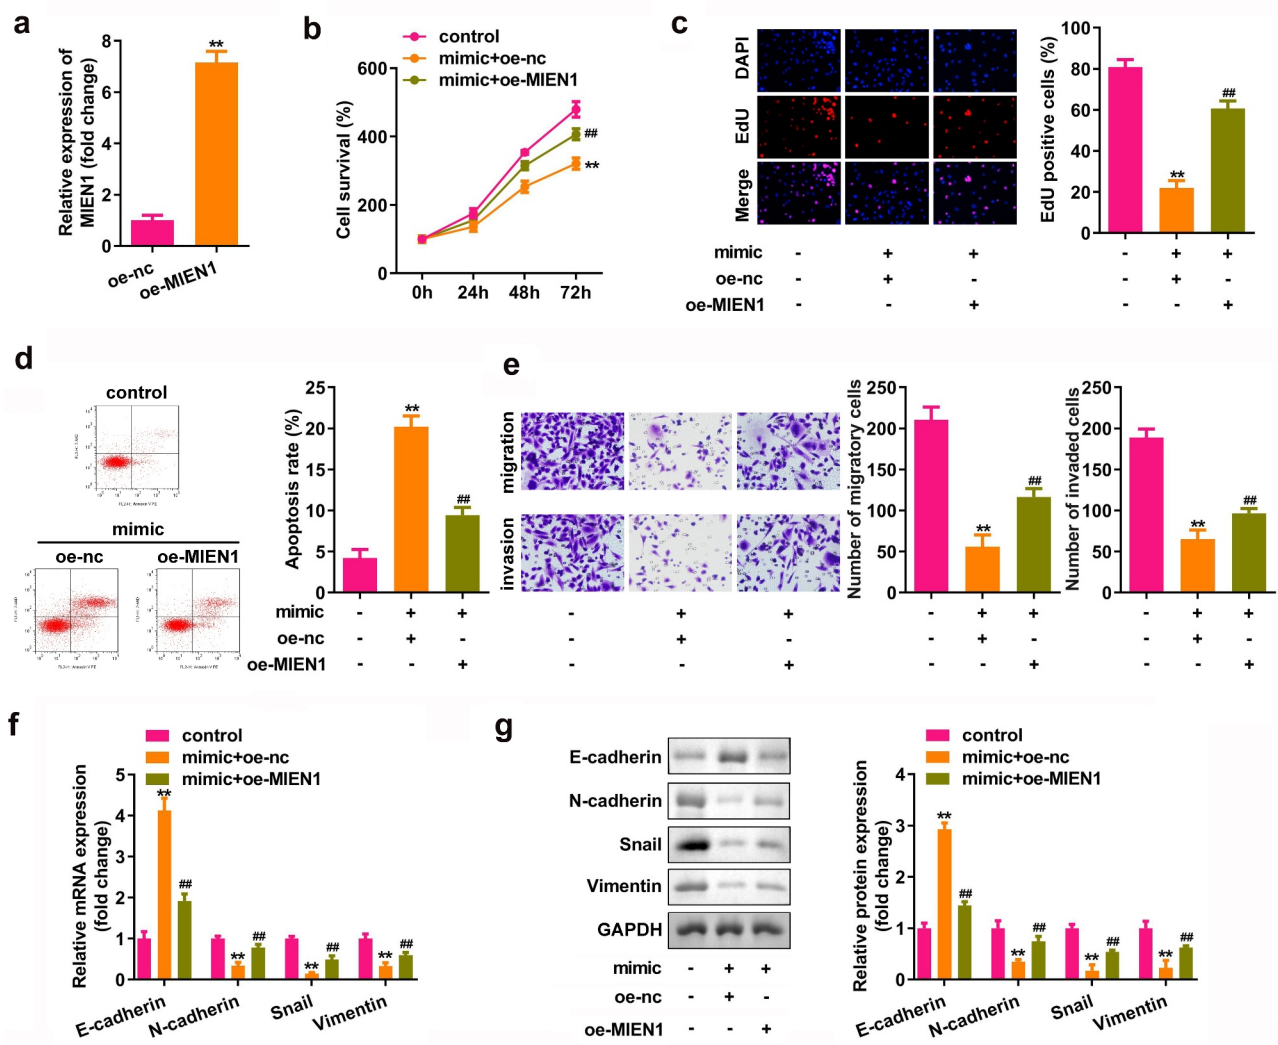 a
Relative expression of
MIEN1 (fold change)
8
6
4
2
0
**
oe-nc
oe-MIEN1
b
control
mimic+oe-nc
mimic+oe-MIEN1
Cell survival (%)
600
400
200
0
##
**
0h 24h 48h 72h
c
DAPI
EdU
Merge
mimic - + +
oe-nc - + -
oe-MIEN1 - - +
EdU positive cells (%)
100
80
60
40
20
0
**
##
- + +
- + -
- - +
d
control
mimic
oe-nc oe-MIEN1
Apoptosis rate (%)
25
20
15
10
5
0
**
##
mimic - + +
oe-nc - + -
oe-MIEN1 - - +
e
migration
invasion
- + +
- + -
- - +
Number of migratory cells
250
200
150
100
50
0
**
##
- + +
- + -
- - +
Number of invaded cells
250
200
150
100
50
0
**
##
- + +
- + -
- - +
f
control
mimic+oe-nc
mimic+oe-MIEN1
Relative mRNA expression
(fold change)
5
4
3
2
1
0
** ## ** ## ** ## ** ##
E-cadherin N-cadherin Snail Vimentin
g
E-cadherin
N-cadherin
Snail
Vimentin
GAPDH
mimic - + +
oe-nc - + -
oe-MIEN1 - - +
control
mimic+oe-nc
mimic+oe-MIEN1
Relative protein expression
(fold change)
4
3
2
1
0
** ## ** ## ** ## ** ##
E-cadherin N-cadherin Snail Vimentin